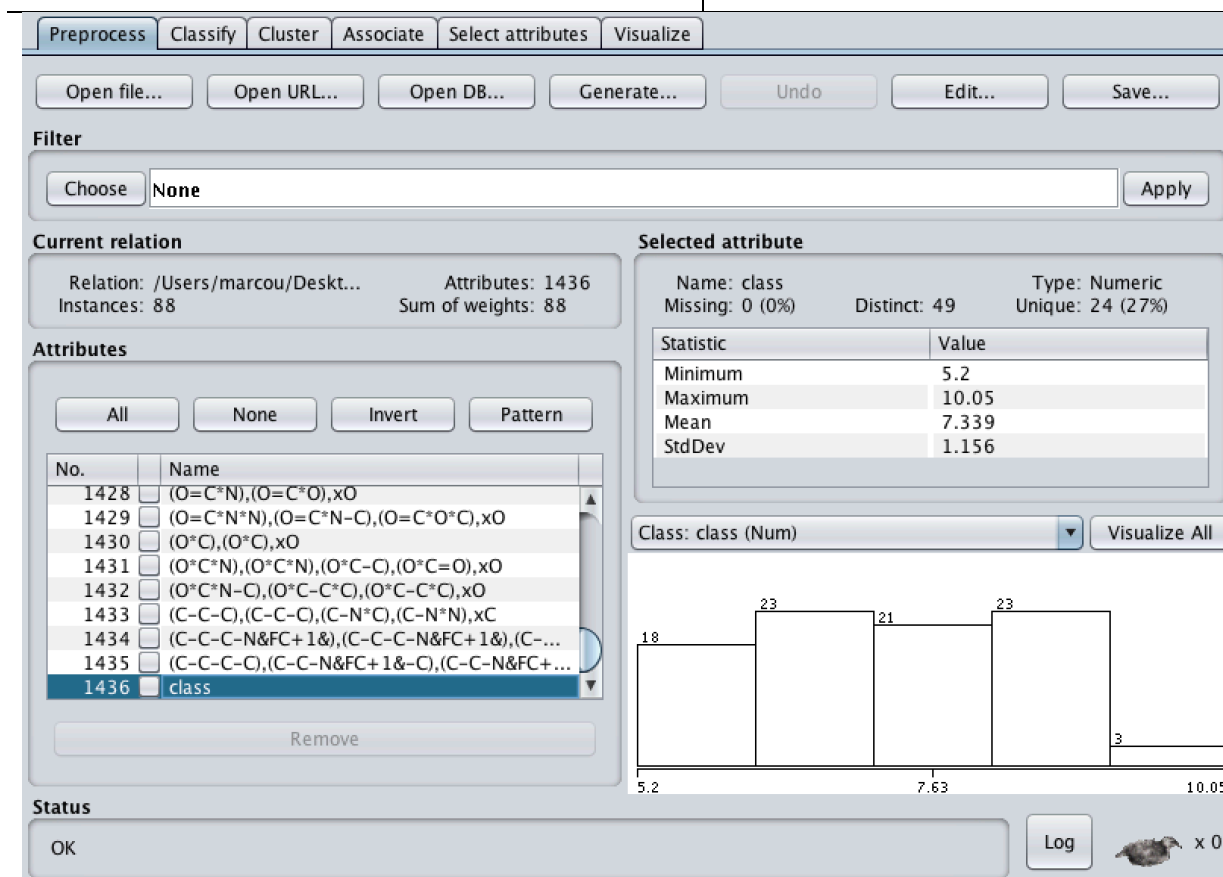 Preprocess Classify Cluster Associate Select attributes Visualize
Open file... Open URL... Open DB... Generate... Undo Edit... Save...
Filter
Choose None Apply
Current relation
Relation: /Users/marcou/Deskt... Attributes: 1436
Instances: 88 Sum of weights: 88
Attributes
All None Invert Pattern
No. Name
1428 (O=C*N),(O=C*O),xO
1429 (O=C*N*N),(O=C*N-C),(O=C*O*C),xO
1430 (O*C),(O*C),xO
1431 (O*C*N),(O*C*N),(O*C-C),(O*C=O),xO
1432 (O*C*N-C),(O*C-C*C),(O*C-C*C),xO
1433 (C-C-C),(C-C-C),(C-N*C),(C-N*N),xC
1434 (C-C-C-N&FC+1&),(C-C-C-N&FC+1&),(C-...
1435 (C-C-C-C),(C-C-N&FC+1&-C),(C-C-N&FC+...
1436 class
Remove
Selected attribute
Name: class Type: Numeric
Missing: 0 (0%) Distinct: 49 Unique: 24 (27%)
Statistic Value
Minimum 5.2
Maximum 10.05
Mean 7.339
StdDev 1.156
Class: class (Num) Visualize All
18 23 21 23 3
5.2 7.63 10.05
Status
OK Log x 0